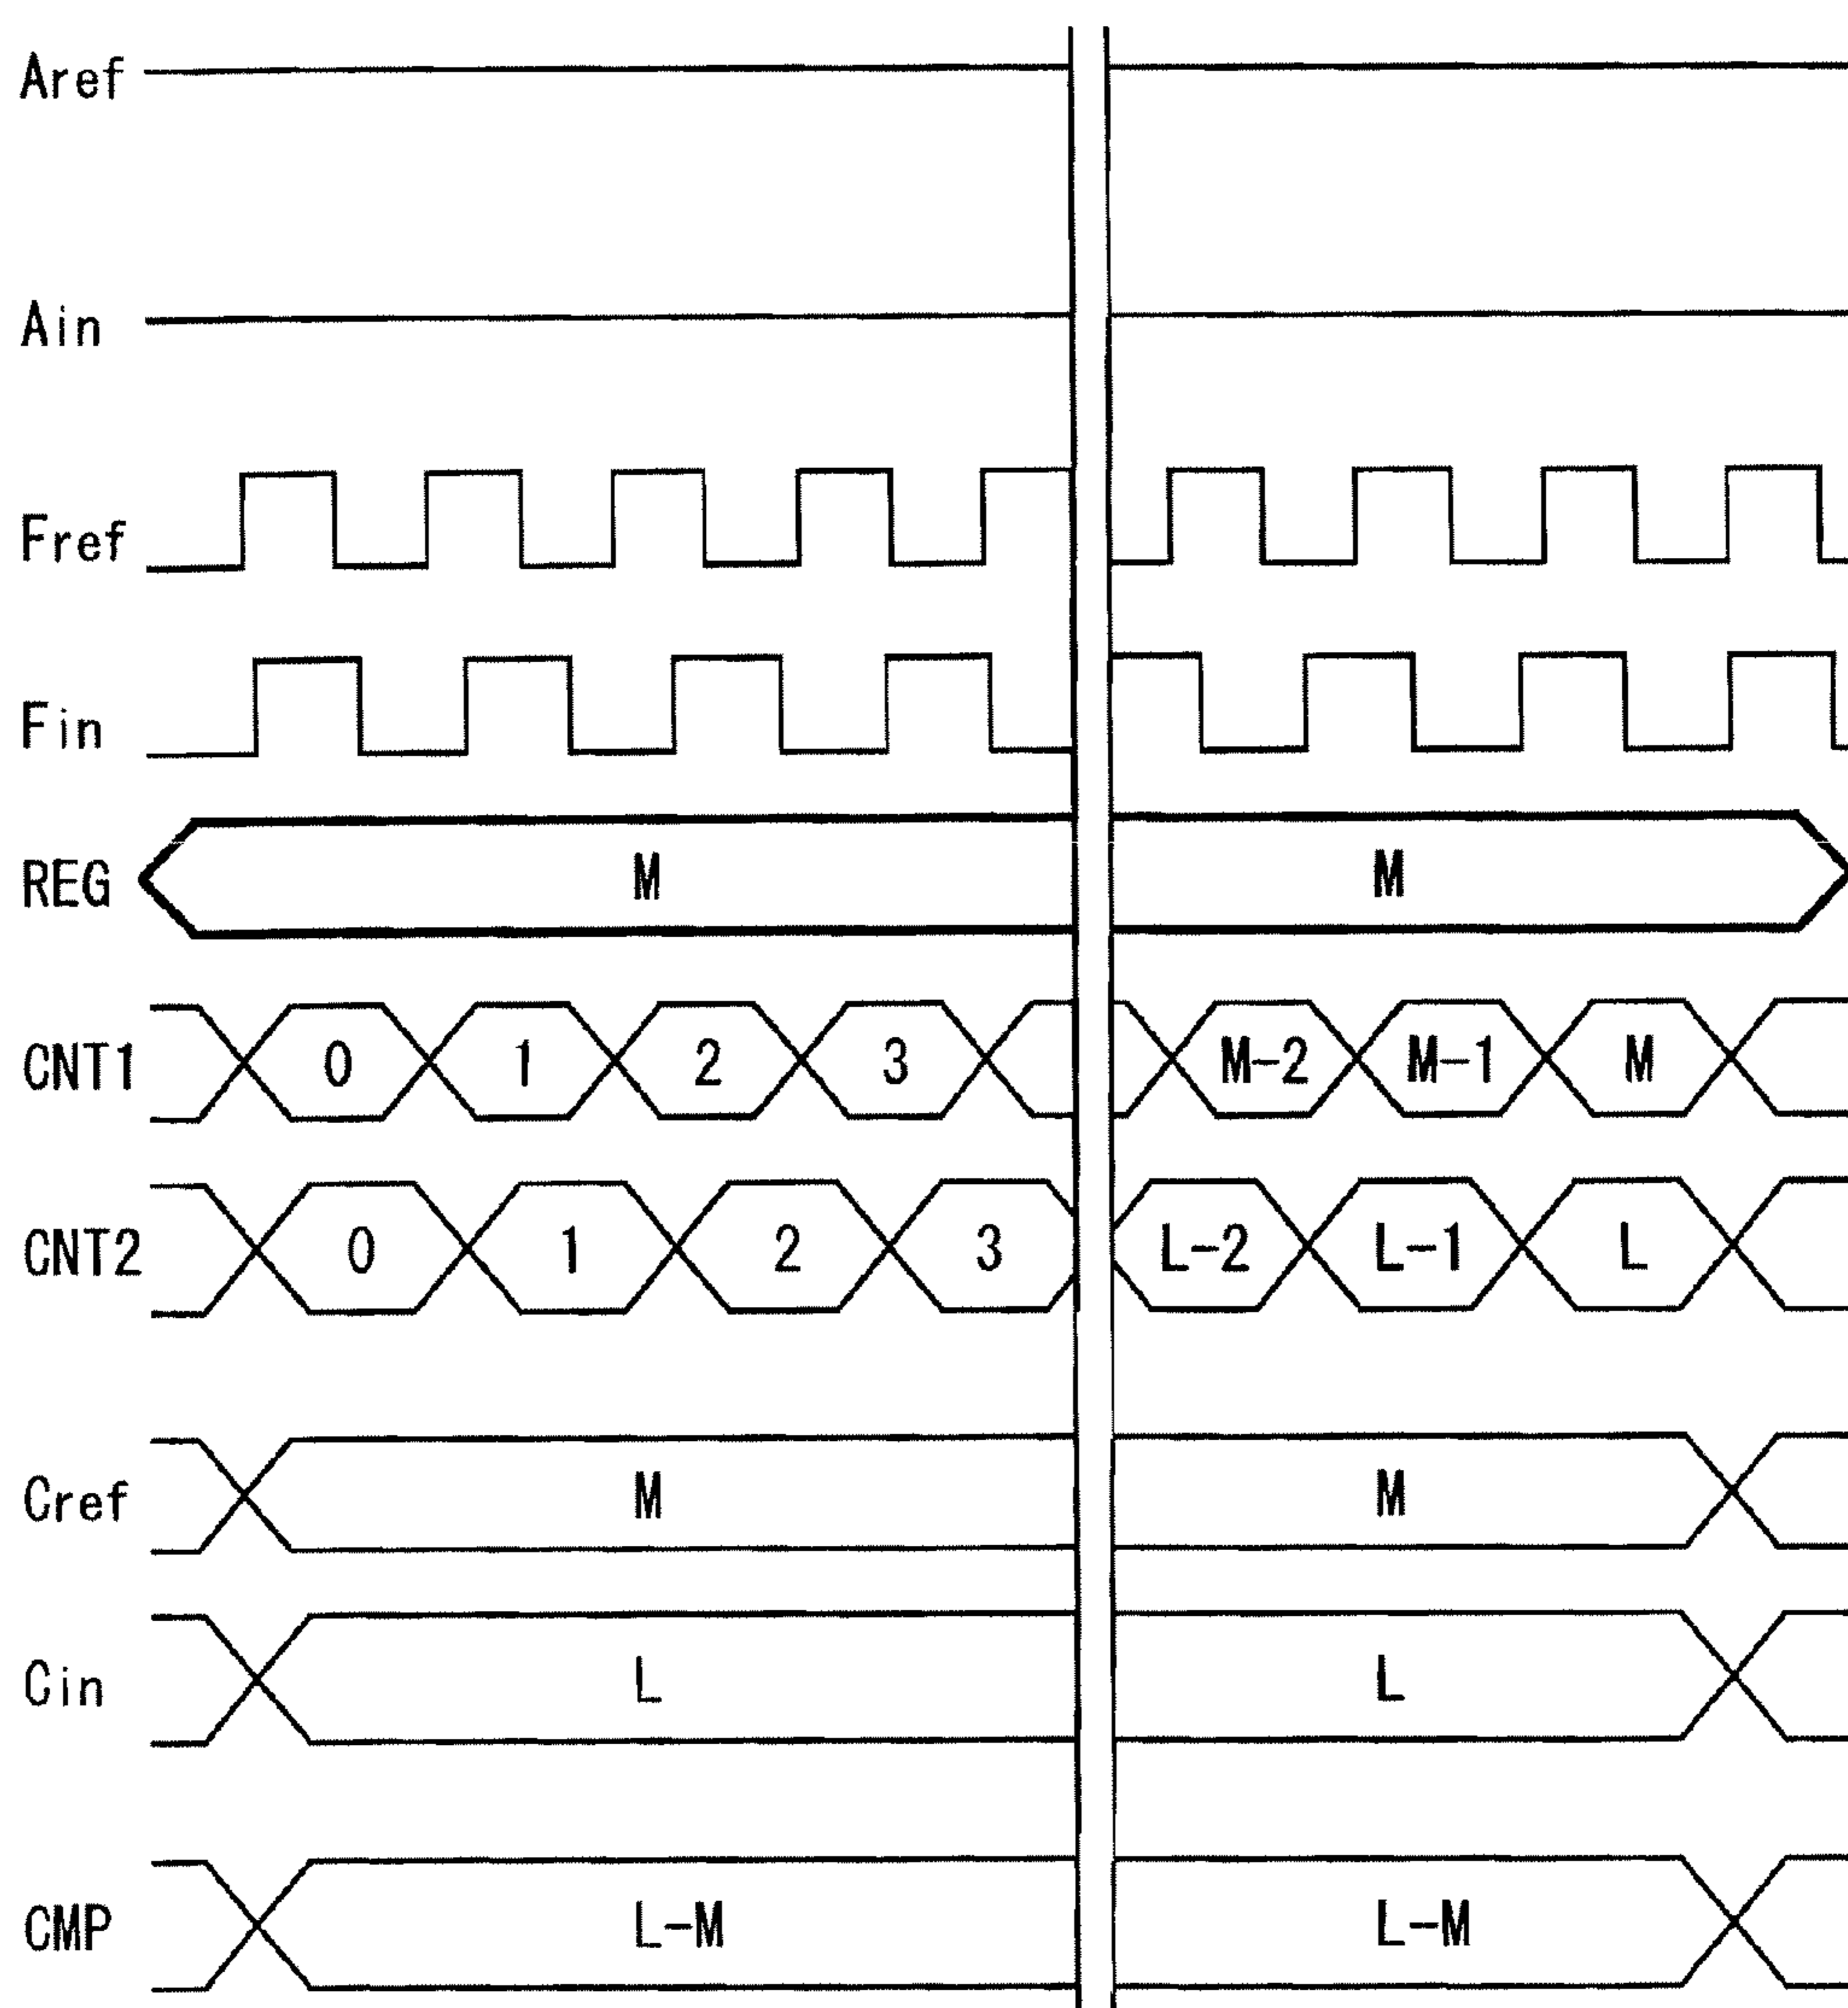 Aref
Ain
Fref
Fin
REG M M
CNT1 0 1 2 3 M-2 M-1 M
CNT2 0 1 2 3 L-2 L-1 L
Cref M M
Cin L L
CMP L-M L-M